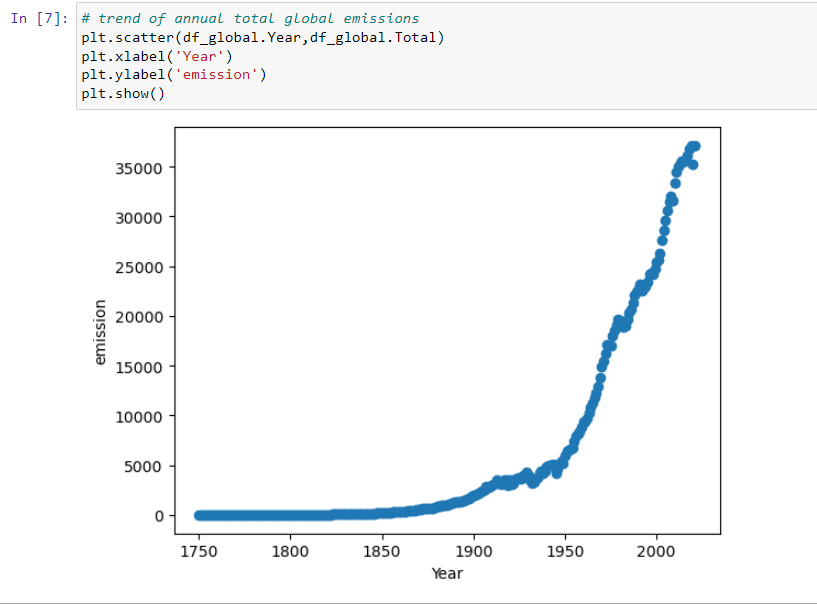 In [7]: # trend of annual total global emissions
plt.scatter(df_global.Year,df_global.Total)
plt.xlabel('Year')
plt.ylabel('emission')
plt.show()
35000
30000
25000
20000
15000
10000
5000
0
emission
1750 1800 1850 1900 1950 2000
Year